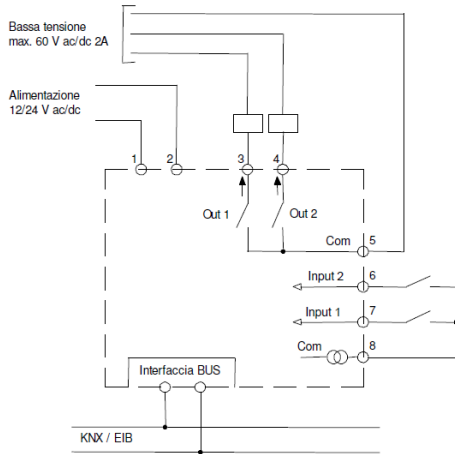 Bassa tensione
max. 60 V ac/dc 2A
Alimentazione
12/24 V ac/dc
1 2 3 4
Out 1 Out 2
Com 5
Input 2 6
Input 1 7
Com 8
Interfaccia BUS
KNX / EIB